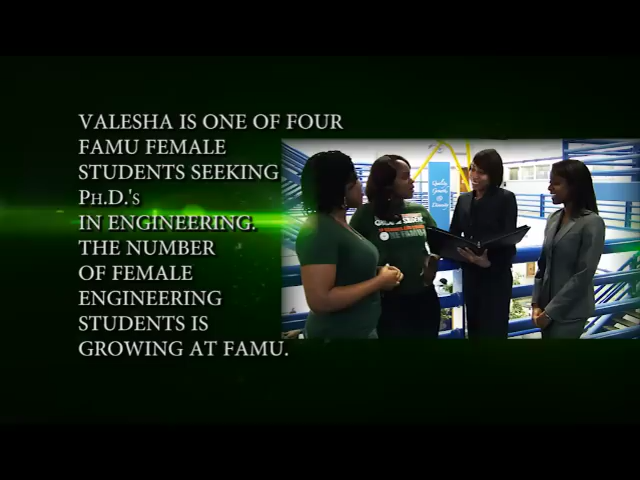 VALESHA IS ONE OF FOUR
FAMU FEMALE
STUDENTS SEEKING
PH.D.'S
IN ENGINEERING.
THE NUMBER
OF FEMALE
ENGINEERING
STUDENTS IS
GROWING AT FAMU.